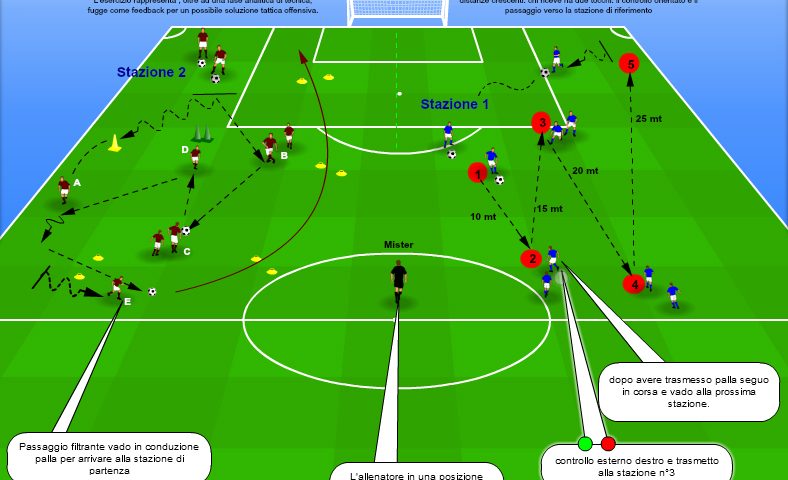 L'esercizio rappresenta , oltre ad una fase analitica di tecnica,
fugge come feedback per un possibile soluzione tattica offensiva.
distanze crescenti: chi riceve ha due tocchi: il controllo orientato e il
passaggio verso la stazione di riferimento
Stazione 2
Stazione 1
5
3
25 mt
D
B
A
1
20 mt
10 mt
15 mt
C
Mister
2
4
E
dopo avere trasmesso palla seguo
in corsa e vado alla prossima
stazione.
Passaggio filtrante vado in conduzione
palla per arrivare alla stazione di
partenza
controllo esterno destro e trasmetto
alla stazione n°3
L'allenatore in una posizione